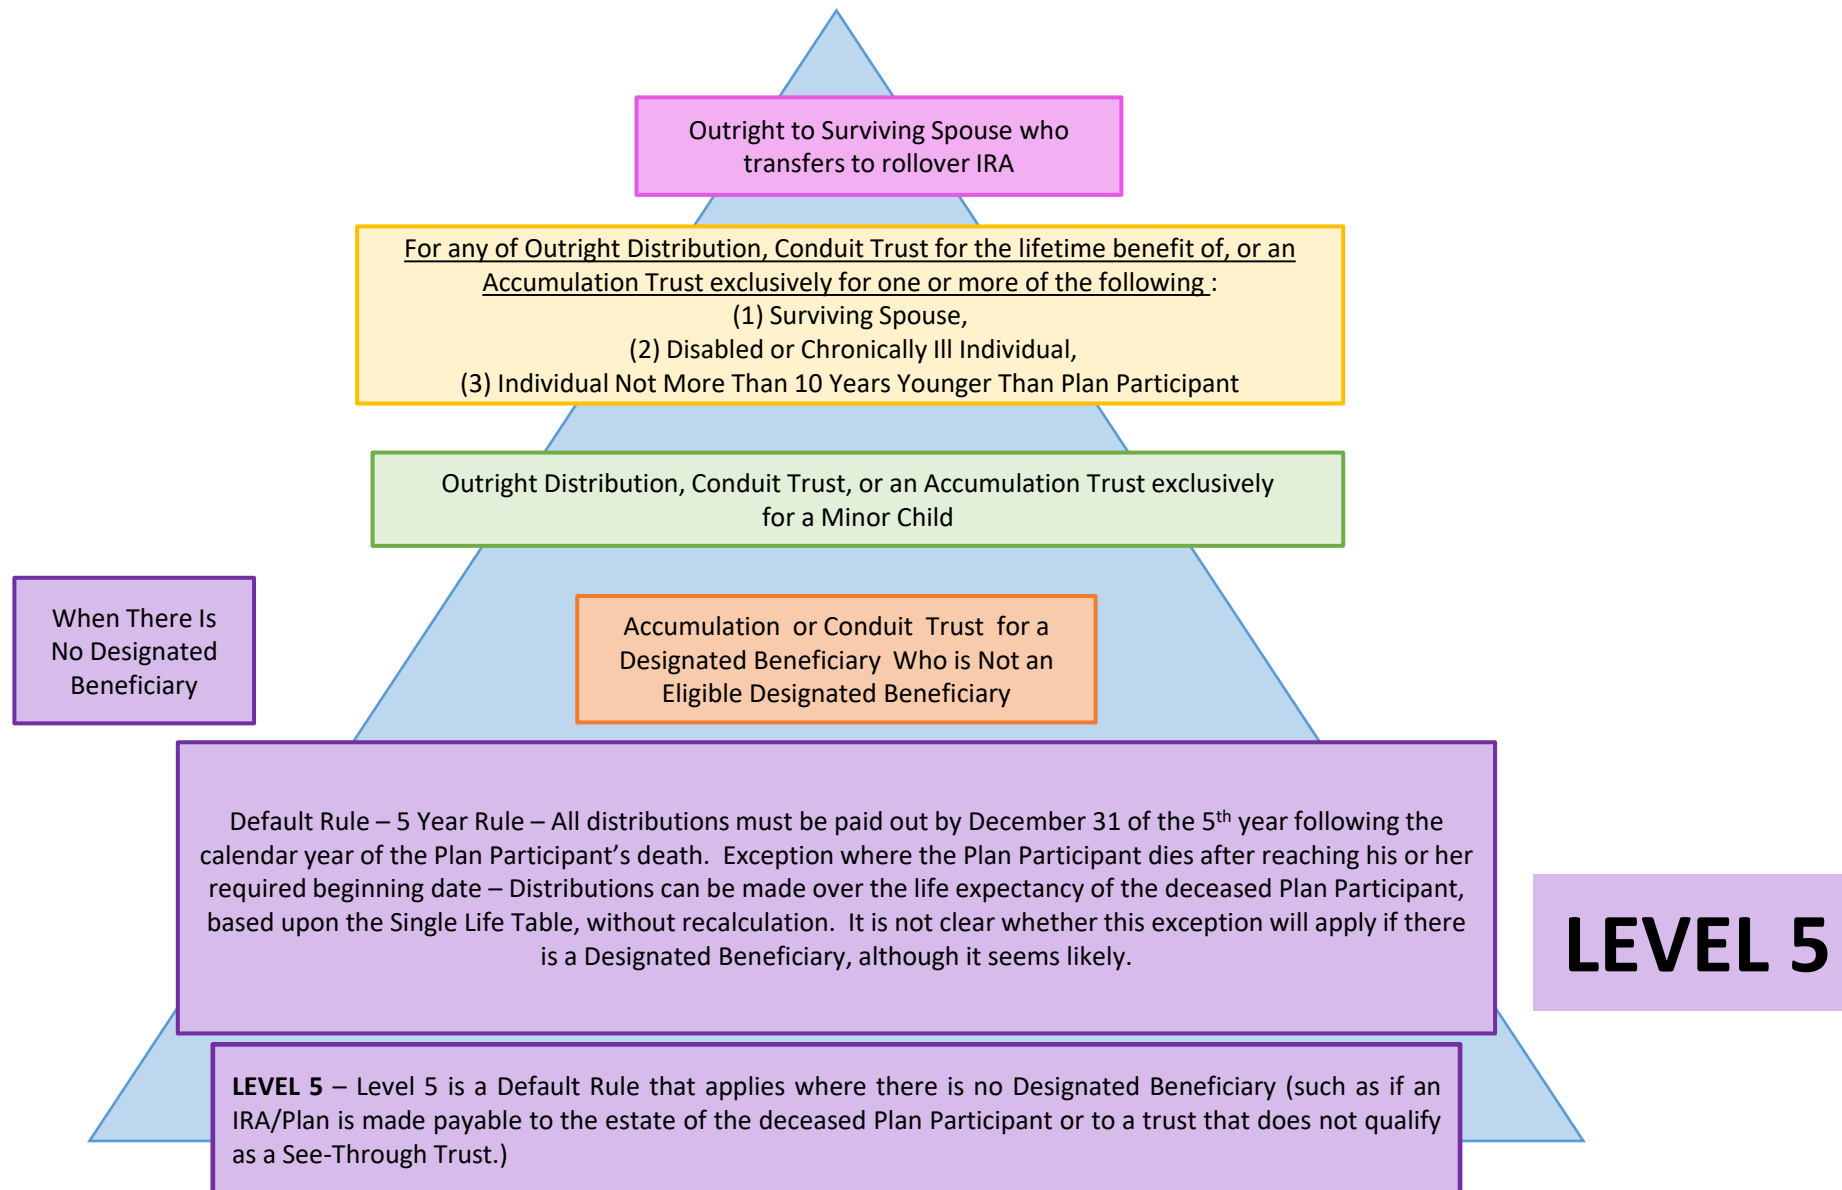 Outright to Surviving Spouse who
transfers to rollover IRA
For any of Outright Distribution, Conduit Trust for the lifetime benefit of, or an
Accumulation Trust exclusively for one or more of the following :
(1) Surviving Spouse,
(2) Disabled or Chronically Ill Individual,
(3) Individual Not More Than 10 Years Younger Than Plan Participant
Outright Distribution, Conduit Trust, or an Accumulation Trust exclusively
for a Minor Child
When There Is
No Designated
Beneficiary
Accumulation or Conduit Trust for a
Designated Beneficiary Who is Not an
Eligible Designated Beneficiary
Default Rule – 5 Year Rule – All distributions must be paid out by December 31 of the 5th year following the
calendar year of the Plan Participant’s death. Exception where the Plan Participant dies after reaching his or her
required beginning date – Distributions can be made over the life expectancy of the deceased Plan Participant,
based upon the Single Life Table, without recalculation. It is not clear whether this exception will apply if there
is a Designated Beneficiary, although it seems likely.
LEVEL 5
LEVEL 5 – Level 5 is a Default Rule that applies where there is no Designated Beneficiary (such as if an
IRA/Plan is made payable to the estate of the deceased Plan Participant or to a trust that does not qualify
as a See-Through Trust.)